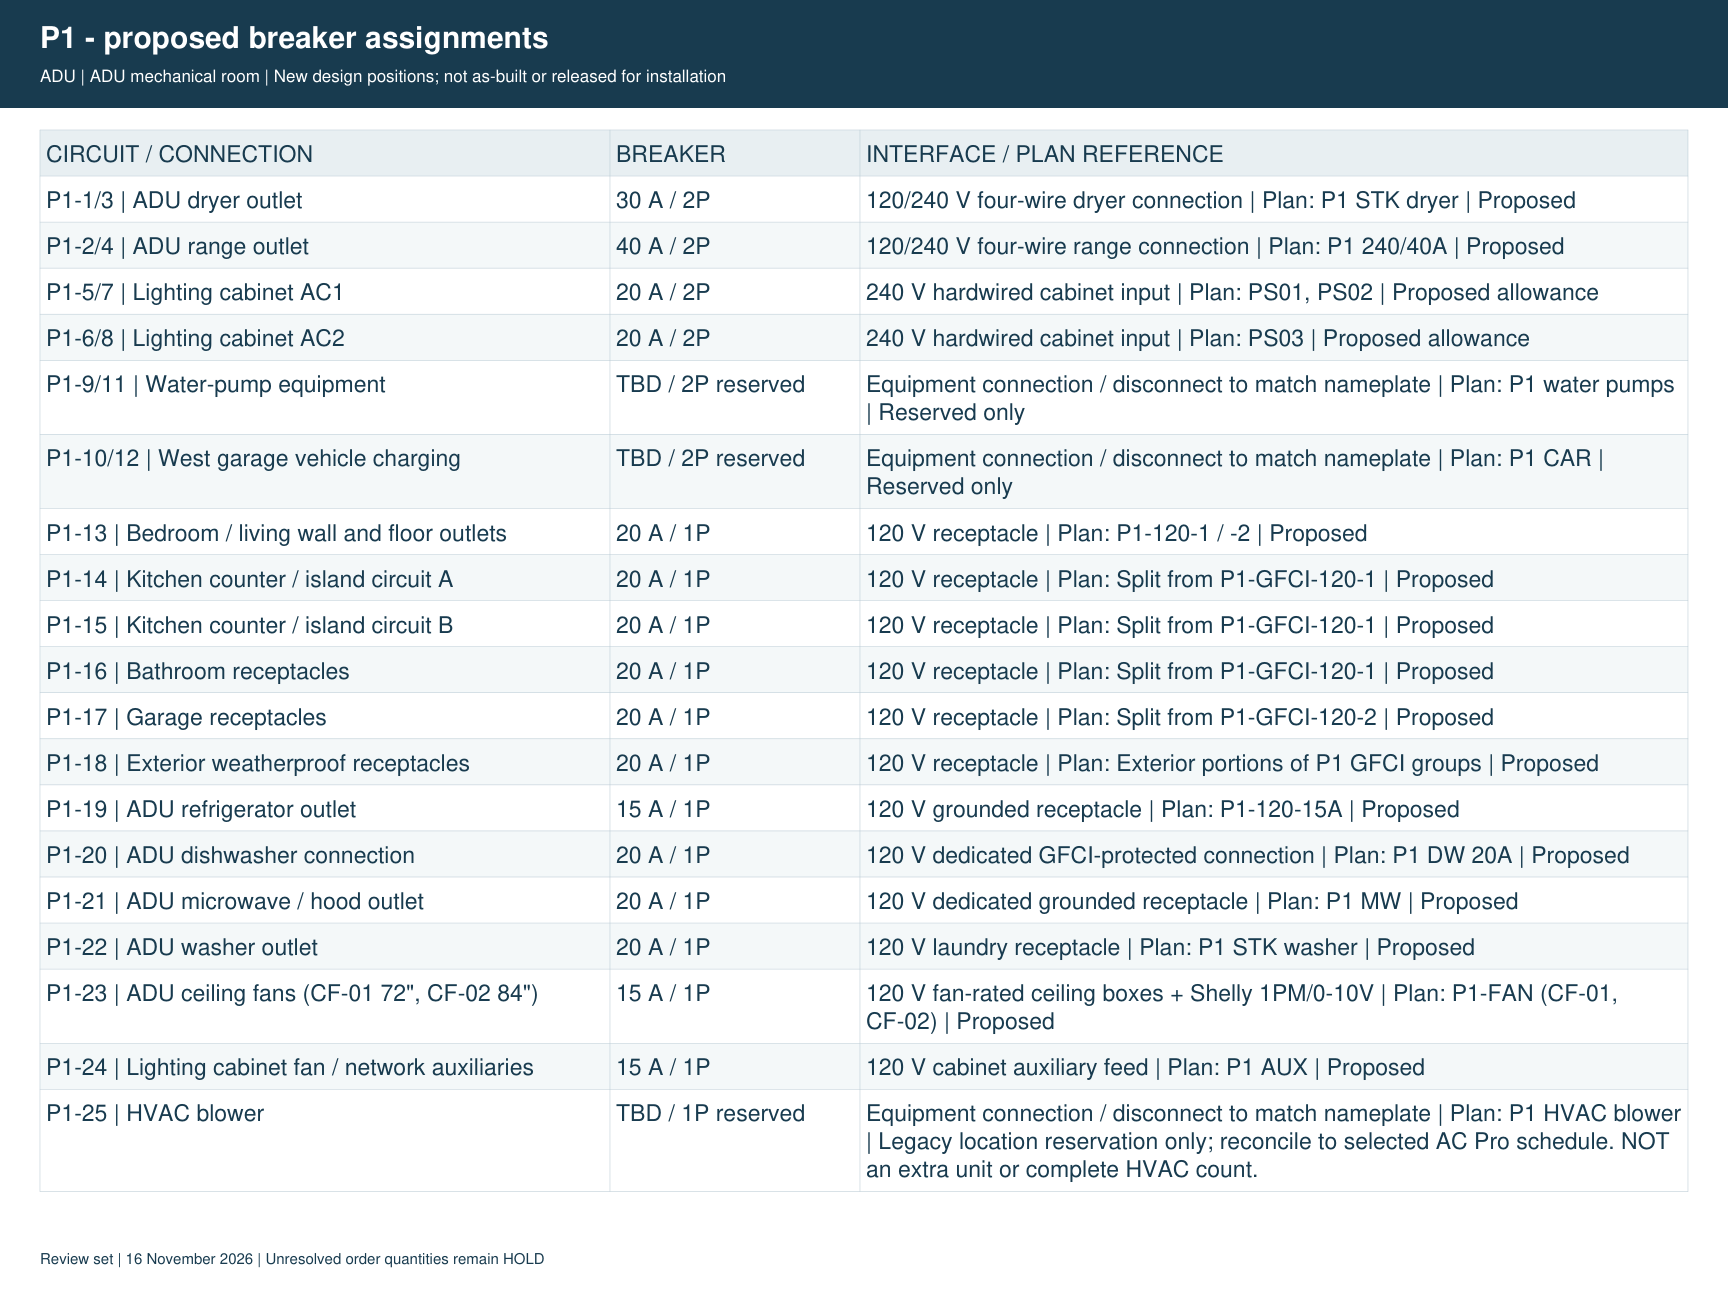 P1 - proposed breaker assignments
ADU | ADU mechanical room | New design positions; not as-built or released for installation
CIRCUIT / CONNECTION BREAKER INTERFACE / PLAN REFERENCE
P1-1/3 | ADU dryer outlet 30 A / 2P 120/240 V four-wire dryer connection | Plan: P1 STK dryer | Proposed
P1-2/4 | ADU range outlet 40 A / 2P 120/240 V four-wire range connection | Plan: P1 240/40A | Proposed
P1-5/7 | Lighting cabinet AC1 20 A / 2P 240 V hardwired cabinet input | Plan: PS01, PS02 | Proposed allowance
P1-6/8 | Lighting cabinet AC2 20 A / 2P 240 V hardwired cabinet input | Plan: PS03 | Proposed allowance
P1-9/11 | Water-pump equipment TBD / 2P reserved Equipment connection / disconnect to match nameplate | Plan: P1 water pumps
| Reserved only
P1-10/12 | West garage vehicle charging TBD / 2P reserved Equipment connection / disconnect to match nameplate | Plan: P1 CAR |
Reserved only
P1-13 | Bedroom / living wall and floor outlets 20 A / 1P 120 V receptacle | Plan: P1-120-1 / -2 | Proposed
P1-14 | Kitchen counter / island circuit A 20 A / 1P 120 V receptacle | Plan: Split from P1-GFCI-120-1 | Proposed
P1-15 | Kitchen counter / island circuit B 20 A / 1P 120 V receptacle | Plan: Split from P1-GFCI-120-1 | Proposed
P1-16 | Bathroom receptacles 20 A / 1P 120 V receptacle | Plan: Split from P1-GFCI-120-1 | Proposed
P1-17 | Garage receptacles 20 A / 1P 120 V receptacle | Plan: Split from P1-GFCI-120-2 | Proposed
P1-18 | Exterior weatherproof receptacles 20 A / 1P 120 V receptacle | Plan: Exterior portions of P1 GFCI groups | Proposed
P1-19 | ADU refrigerator outlet 15 A / 1P 120 V grounded receptacle | Plan: P1-120-15A | Proposed
P1-20 | ADU dishwasher connection 20 A / 1P 120 V dedicated GFCI-protected connection | Plan: P1 DW 20A | Proposed
P1-21 | ADU microwave / hood outlet 20 A / 1P 120 V dedicated grounded receptacle | Plan: P1 MW | Proposed
P1-22 | ADU washer outlet 20 A / 1P 120 V laundry receptacle | Plan: P1 STK washer | Proposed
P1-23 | ADU ceiling fans (CF-01 72", CF-02 84") 15 A / 1P 120 V fan-rated ceiling boxes + Shelly 1PM/0-10V | Plan: P1-FAN (CF-01,
CF-02) | Proposed
P1-24 | Lighting cabinet fan / network auxiliaries 15 A / 1P 120 V cabinet auxiliary feed | Plan: P1 AUX | Proposed
P1-25 | HVAC blower TBD / 1P reserved Equipment connection / disconnect to match nameplate | Plan: P1 HVAC blower
| Legacy location reservation only; reconcile to selected AC Pro schedule. NOT
an extra unit or complete HVAC count.
Review set | 16 November 2026 | Unresolved order quantities remain HOLD